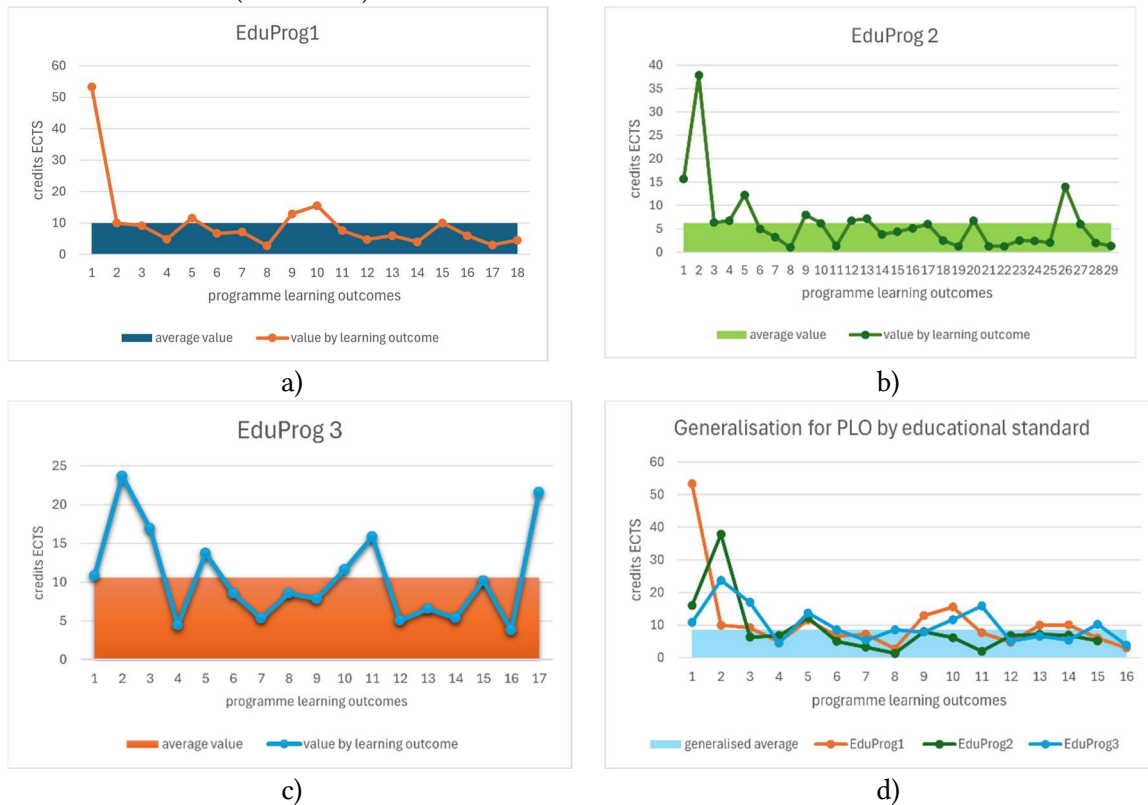 EduProg1
60
50
40
30
20
10
0
credits ECTS
1 2 3 4 5 6 7 8 9 10 11 12 13 14 15 16 17 18
programme learning outcomes
average value value by learning outcome
a)
EduProg 2
40
35
30
25
20
15
10
5
0
credits ECTS
1 2 3 4 5 6 7 8 9 10 11 12 13 14 15 16 17 18 19 20 21 22 23 24 25 26 27 28 29
programme learning outcomes
average value value by learning outcome
b)
EduProg 3
25
20
15
10
5
0
credits ECTS
1 2 3 4 5 6 7 8 9 10 11 12 13 14 15 16 17
programme learning outcomes
average value value by learning outcome
c)
Generalisation for PLO by educational standard
60
50
40
30
20
10
0
credits ECTS
1 2 3 4 5 6 7 8 9 10 11 12 13 14 15 16
programme learning outcomes
generalised average EduProg1 EduProg2 EduProg3
d)